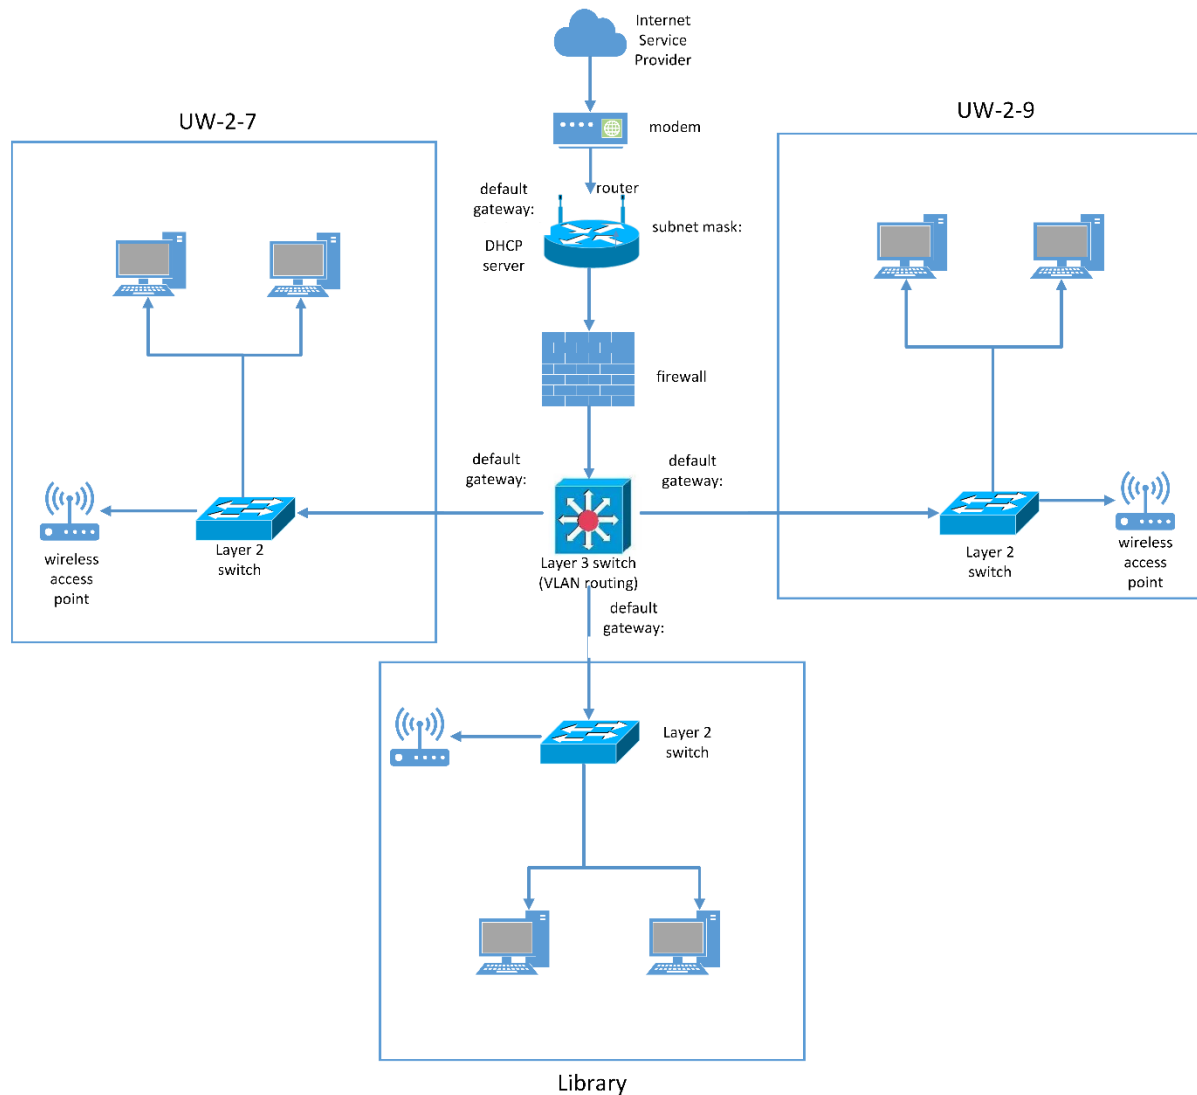 Internet
Service
Provider
modem
UW-2-7
UW-2-9
default
gateway:
router
subnet mask:
DHCP
server
firewall
default
gateway:
default
gateway:
Layer 2
switch
wireless
access
point
Layer 3 switch
(VLAN routing)
default
gateway:
Layer 2
switch
wireless
access
point
Layer 2
switch
Library